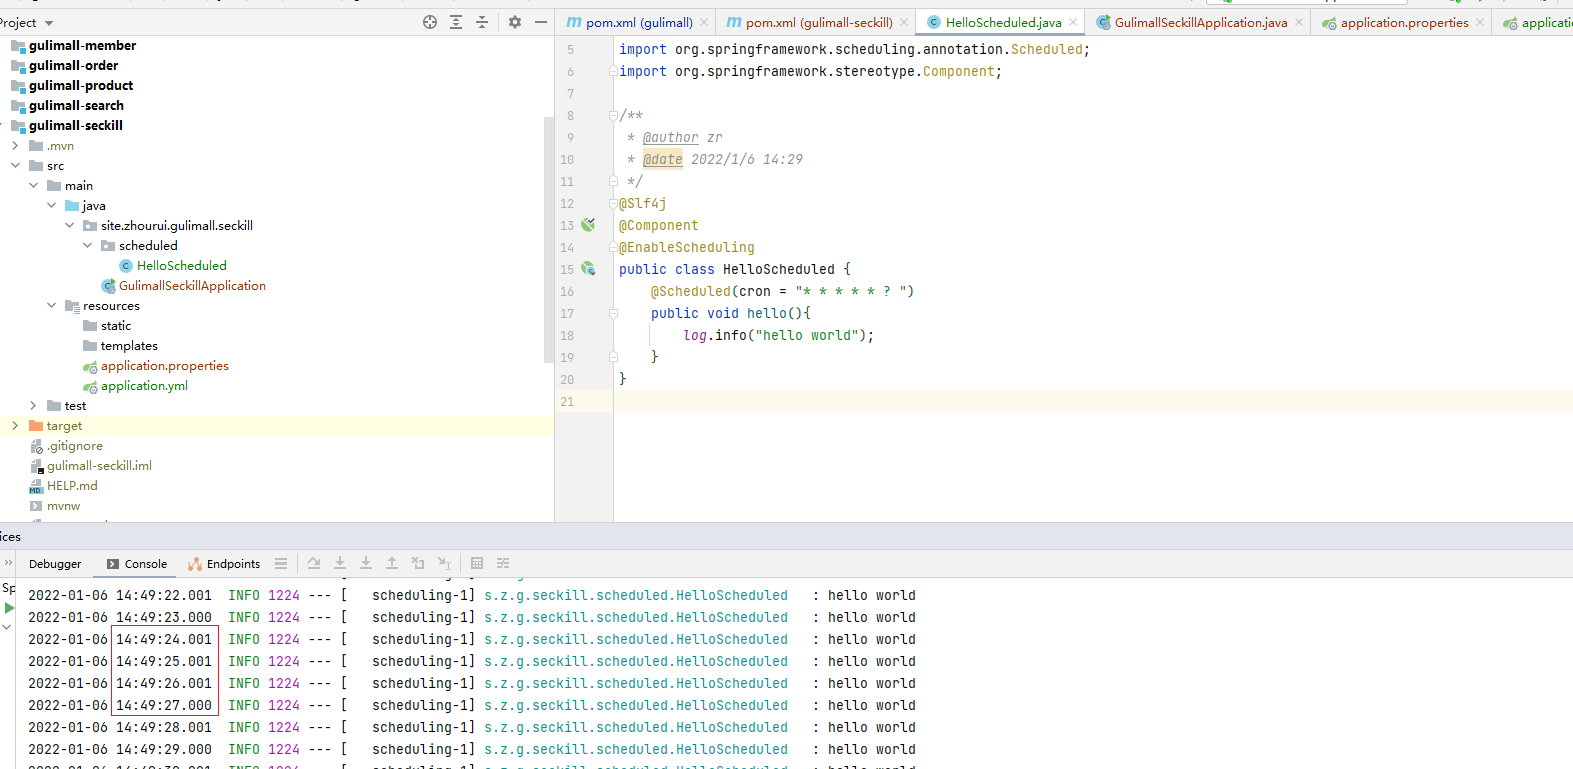 Project
pom.xml (gulimall)
pom.xml (gulimall-seckill)
HelloScheduled.java
GulimallSeckillApplication.java
application.properties
applicatio
gulimall-member
gulimall-order
gulimall-product
gulimall-search
gulimall-seckill
.mvn
src
main
java
site.zhourui.gulimall.seckill
scheduled
HelloScheduled
GulimallSeckillApplication
resources
static
templates
application.properties
application.yml
test
target
.gitignore
gulimall-seckill.iml
HELP.md
mvnw
5 import org.springframework.scheduling.annotation.Scheduled;
6 import org.springframework.stereotype.Component;
7
8 /**
9 * @author zr
10 * @date 2022/1/6 14:29
11 */
12 @Slf4j
13 @Component
14 @EnableScheduling
15 public class HelloScheduled {
16 @Scheduled(cron = "* * * * * ? ")
17 public void hello(){
18 log.info("hello world");
19 }
20 }
21
ices
Debugger Console Endpoints
Sp
2022-01-06 14:49:22.001 INFO 1224 --- [ scheduling-1] s.z.g.seckill.scheduled.HelloScheduled : hello world
2022-01-06 14:49:23.000 INFO 1224 --- [ scheduling-1] s.z.g.seckill.scheduled.HelloScheduled : hello world
2022-01-06 14:49:24.001 INFO 1224 --- [ scheduling-1] s.z.g.seckill.scheduled.HelloScheduled : hello world
2022-01-06 14:49:25.001 INFO 1224 --- [ scheduling-1] s.z.g.seckill.scheduled.HelloScheduled : hello world
2022-01-06 14:49:26.001 INFO 1224 --- [ scheduling-1] s.z.g.seckill.scheduled.HelloScheduled : hello world
2022-01-06 14:49:27.000 INFO 1224 --- [ scheduling-1] s.z.g.seckill.scheduled.HelloScheduled : hello world
2022-01-06 14:49:28.001 INFO 1224 --- [ scheduling-1] s.z.g.seckill.scheduled.HelloScheduled : hello world
2022-01-06 14:49:29.000 INFO 1224 --- [ scheduling-1] s.z.g.seckill.scheduled.HelloScheduled : hello world